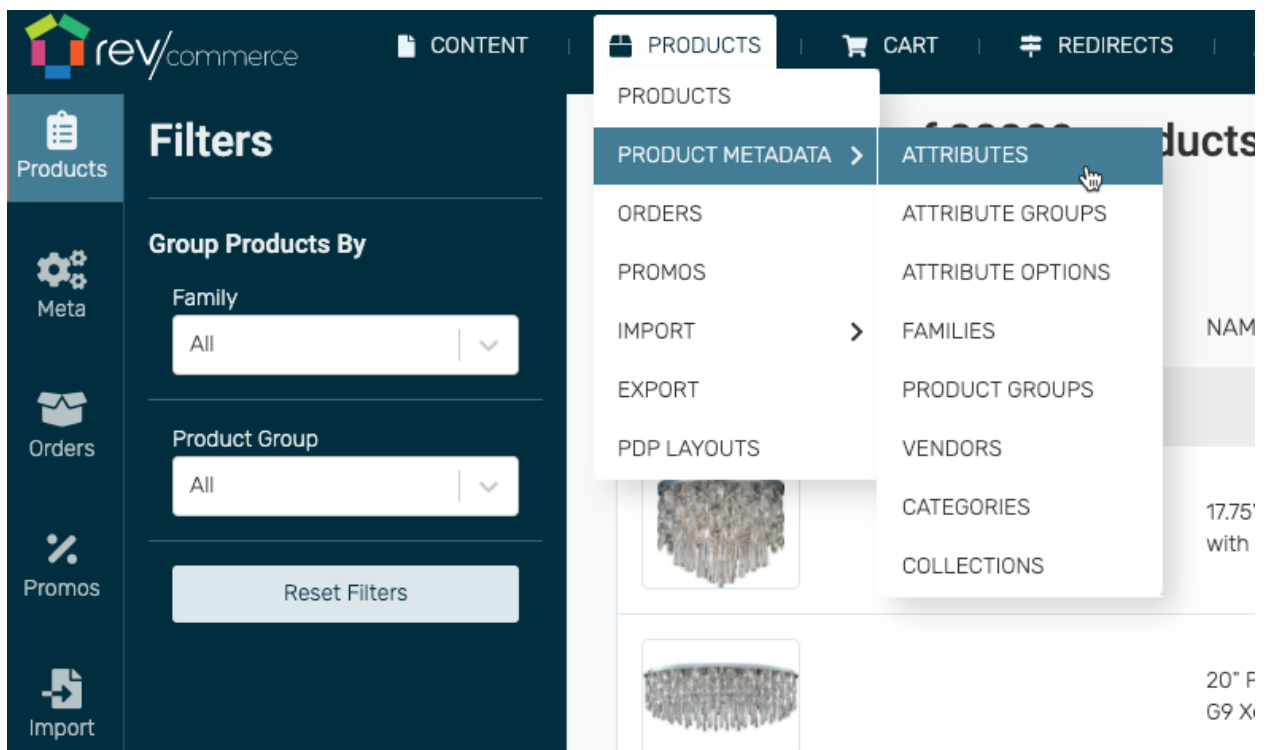 rev/commerce
CONTENT
PRODUCTS
CART
REDIRECTS
Products
Meta
Orders
Promos
Import
Filters
Group Products By
Family
All
Product Group
All
Reset Filters
PRODUCTS
PRODUCT METADATA
ORDERS
PROMOS
IMPORT
EXPORT
PDP LAYOUTS
ATTRIBUTES
ATTRIBUTE GROUPS
ATTRIBUTE OPTIONS
FAMILIES
PRODUCT GROUPS
VENDORS
CATEGORIES
COLLECTIONS
ducts
NAM
17.75"
with
20" F
G9 X